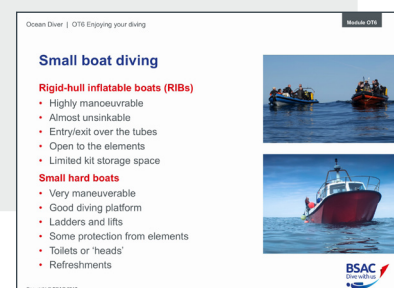 Ocean Diver | OT6 Enjoying your diving
Module OT6
Small boat diving
Rigid-hull inflatable boats (RIBs)
• Highly manoeuvrable
• Almost unsinkable
• Entry/exit over the tubes
• Open to the elements
• Limited kit storage space
Small hard boats
• Very maneuverable
• Good diving platform
• Ladders and lifts
• Some protection from elements
• Toilets or 'heads'
• Refreshments
BSAC
Dive with us